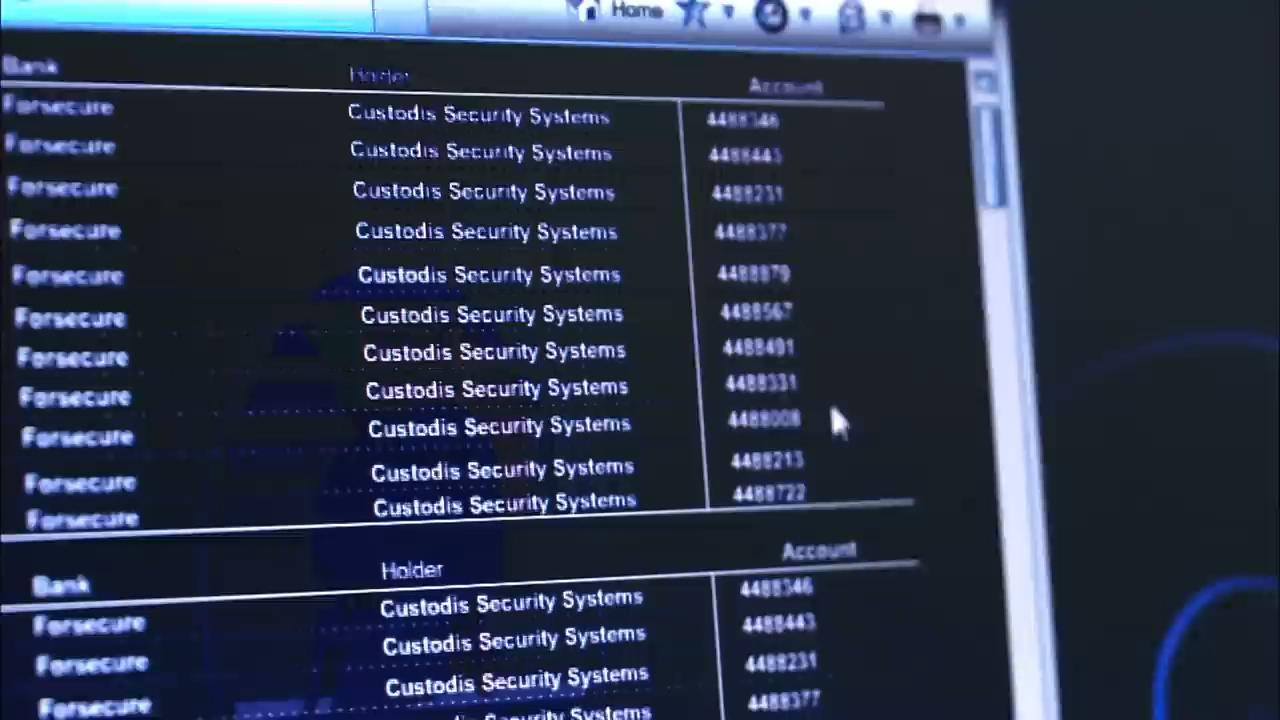 Home
Bank Holder Account
Forsecure Custodis Security Systems 4488346
Forsecure Custodis Security Systems 4488443
Forsecure Custodis Security Systems 4488231
Forsecure Custodis Security Systems 4488377
Forsecure Custodis Security Systems 4488879
Forsecure Custodis Security Systems 4488567
Forsecure Custodis Security Systems 4488491
Forsecure Custodis Security Systems 4488331
Forsecure Custodis Security Systems 4488008
Forsecure Custodis Security Systems 4488213
Forsecure Custodis Security Systems 4488722
Bank Holder Account
Forsecure Custodis Security Systems 4488346
Forsecure Custodis Security Systems 4488443
Forsecure Custodis Security Systems 4488231
Forsecure Security Systems 4488377